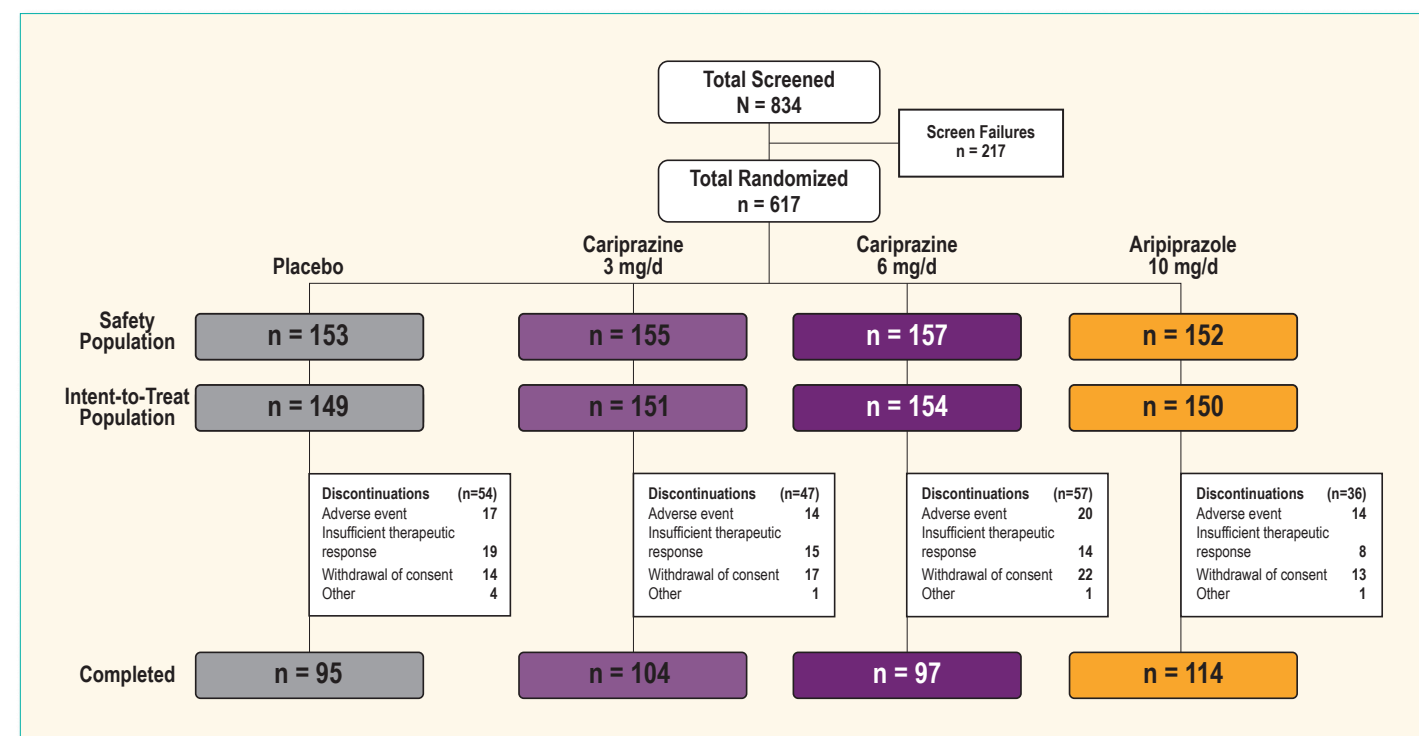 Total Screened
N = 834
Screen Failures
n = 217
Total Randomized
n = 617
Placebo
Cariprazine
3 mg/d
Cariprazine
6 mg/d
Aripiprazole
10 mg/d
Safety
Population
n = 153
n = 155
n = 157
n = 152
Intent-to-Treat
Population
n = 149
n = 151
n = 154
n = 150
Discontinuations (n=54)
Adverse event 17
Insufficient therapeutic
response 19
Withdrawal of consent 14
Other 4
Discontinuations (n=47)
Adverse event 14
Insufficient therapeutic
response 15
Withdrawal of consent 17
Other 1
Discontinuations (n=57)
Adverse event 20
Insufficient therapeutic
response 14
Withdrawal of consent 22
Other 1
Discontinuations (n=36)
Adverse event 14
Insufficient therapeutic
response 8
Withdrawal of consent 13
Other 1
Completed
n = 95
n = 104
n = 97
n = 114